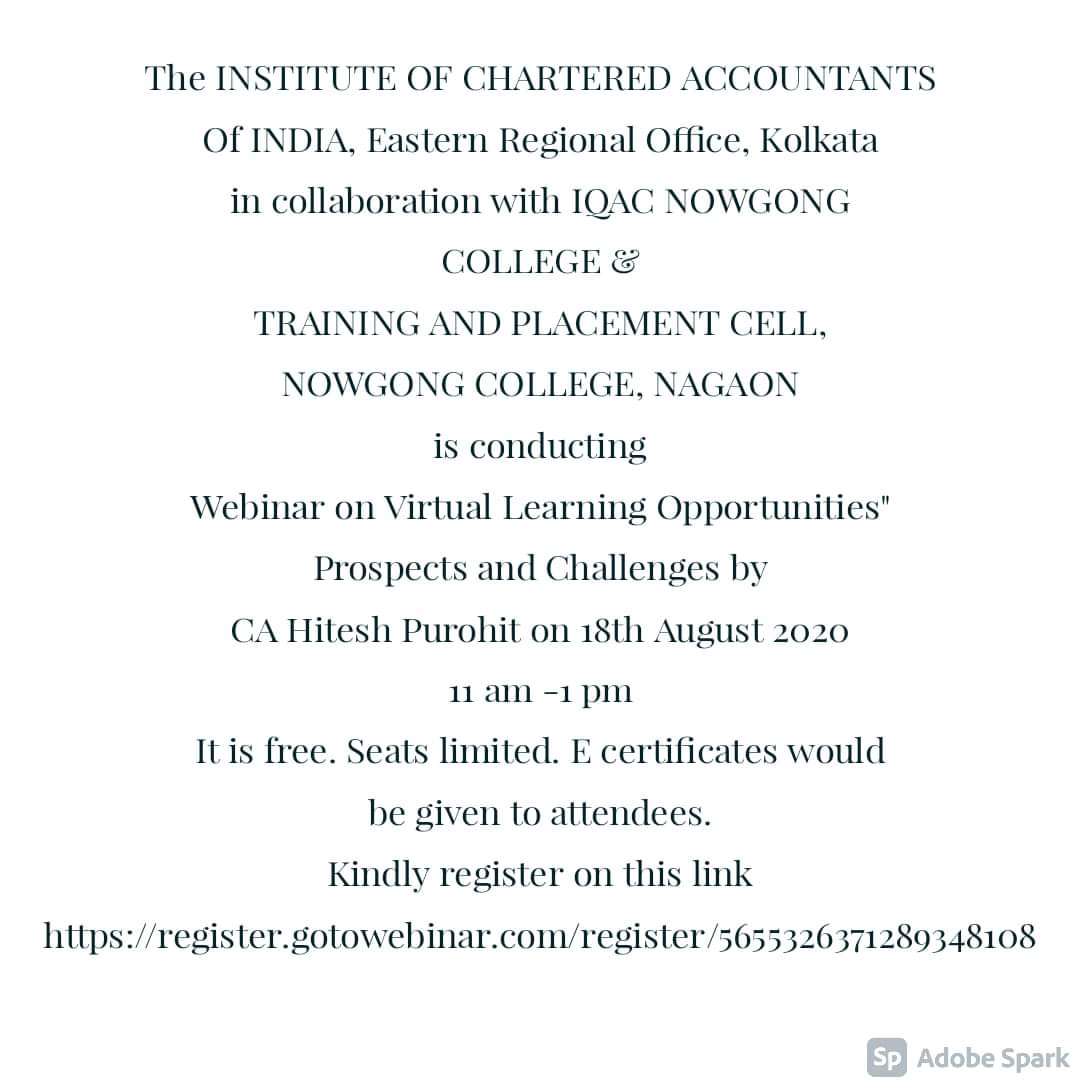 The INSTITUTE OF CHARTERED ACCOUNTANTS
Of INDIA, Eastern Regional Office, Kolkata
in collaboration with IQAC NOWGONG
COLLEGE &
TRAINING AND PLACEMENT CELL,
NOWGONG COLLEGE, NAGAON
is conducting
Webinar on Virtual Learning Opportunities"
Prospects and Challenges by
CA Hitesh Purohit on 18th August 2020
11 am -1 pm
It is free. Seats limited. E certificates would
be given to attendees.
Kindly register on this link
https://register.gotowebinar.com/register/5655326371289348108
Sp Adobe Spark